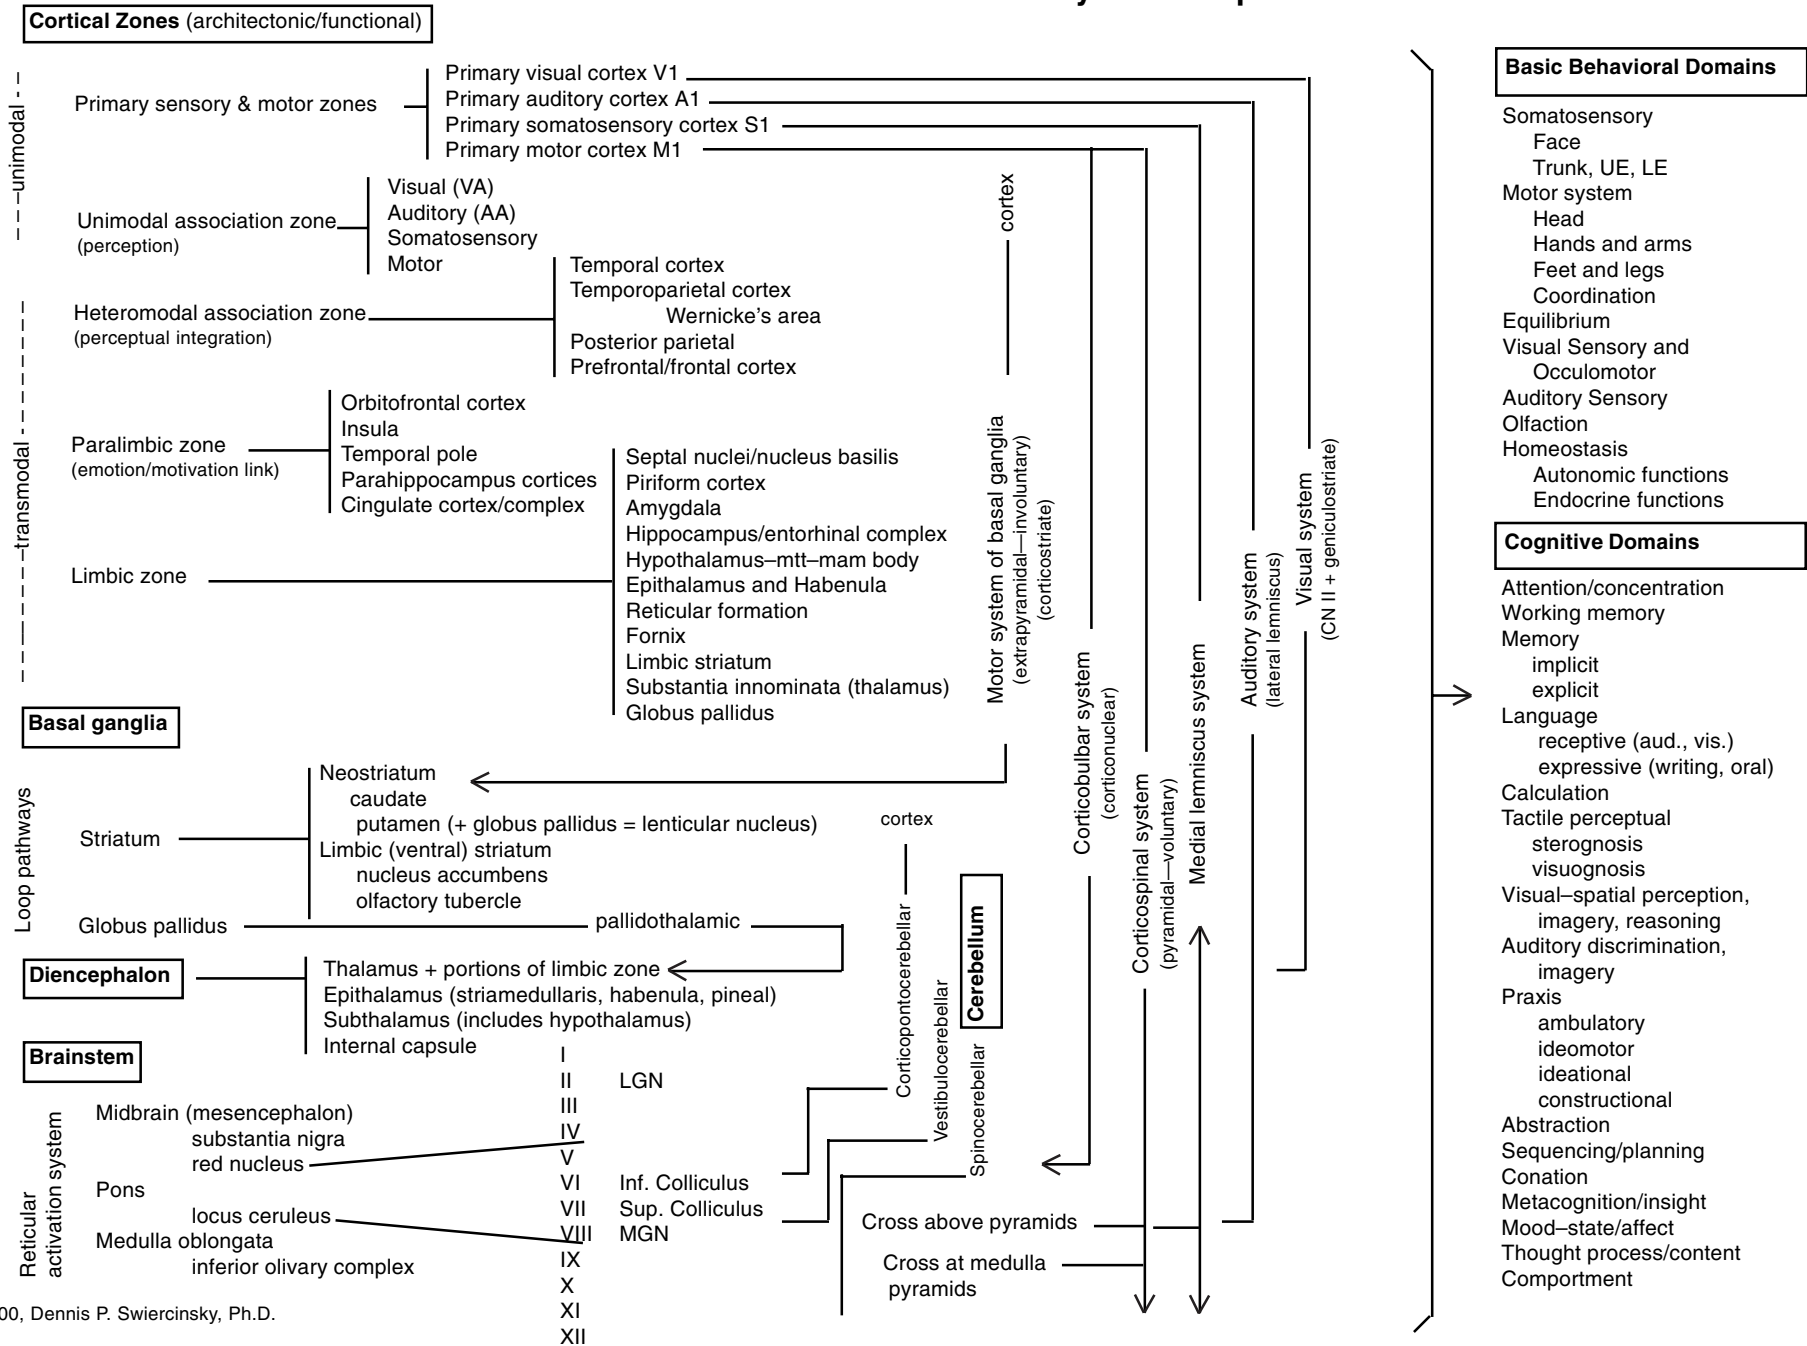 Cortical Zones (architectonic/functional)
unimodal
Primary sensory & motor zones
Primary visual cortex V1
Primary auditory cortex A1
Primary somatosensory cortex S1
Primary motor cortex M1
Unimodal association zone
(perception)
Visual (VA)
Auditory (AA)
Somatosensory
Motor
transmodal
Heteromodal association zone
(perceptual integration)
Temporal cortex
Temporoparietal cortex
Wernicke's area
Posterior parietal
Prefrontal/frontal cortex
Paralimbic zone
(emotion/motivation link)
Orbitofrontal cortex
Insula
Temporal pole
Parahippocampus cortices
Cingulate cortex/complex
Limbic zone
Septal nuclei/nucleus basilis
Piriform cortex
Amygdala
Hippocampus/entorhinal complex
Hypothalamus–mtt–mam body
Epithalamus and Habenula
Reticular formation
Fornix
Limbic striatum
Substantia innominata (thalamus)
Globus pallidus
Basal ganglia
Loop pathways
Striatum
Neostriatum
caudate
putamen (+ globus pallidus = lenticular nucleus)
Limbic (ventral) striatum
nucleus accumbens
olfactory tubercle
Globus pallidus
pallidothalamic
Diencephalon
Thalamus + portions of limbic zone
Epithalamus (striamedullaris, habenula, pineal)
Subthalamus (includes hypothalamus)
Internal capsule
Brainstem
Reticular
activation system
Midbrain (mesencephalon)
substantia nigra
red nucleus
Pons
locus ceruleus
Medulla oblongata
inferior olivary complex
I
II LGN
III
IV
V
VI Inf. Colliculus
VII Sup. Colliculus
VIII MGN
IX
X
XI
XII
cortex
Motor system of basal ganglia
(extrapyramidal—involuntary)
(corticostriate)
cortex
Corticopontocerebellar
Vestibulocerebellar
Cerebellum
Spinocerebellar
Corticobulbar system
(corticonuclear)
Corticospinal system
(pyramidal—voluntary)
Medial lemniscus system
Auditory system
(lateral lemniscus)
Visual system
(CN II + geniculostriate)
Cross above pyramids
Cross at medulla
pyramids
Basic Behavioral Domains
Somatosensory
Face
Trunk, UE, LE
Motor system
Head
Hands and arms
Feet and legs
Coordination
Equilibrium
Visual Sensory and
Occulomotor
Auditory Sensory
Olfaction
Homeostasis
Autonomic functions
Endocrine functions
Cognitive Domains
Attention/concentration
Working memory
Memory
implicit
explicit
Language
receptive (aud., vis.)
expressive (writing, oral)
Calculation
Tactile perceptual
sterognosis
visuognosis
Visual–spatial perception,
imagery, reasoning
Auditory discrimination,
imagery
Praxis
ambulatory
ideomotor
ideational
constructional
Abstraction
Sequencing/planning
Conation
Metacognition/insight
Mood–state/affect
Thought process/content
Compartment
00, Dennis P. Swiercinsky, Ph.D.